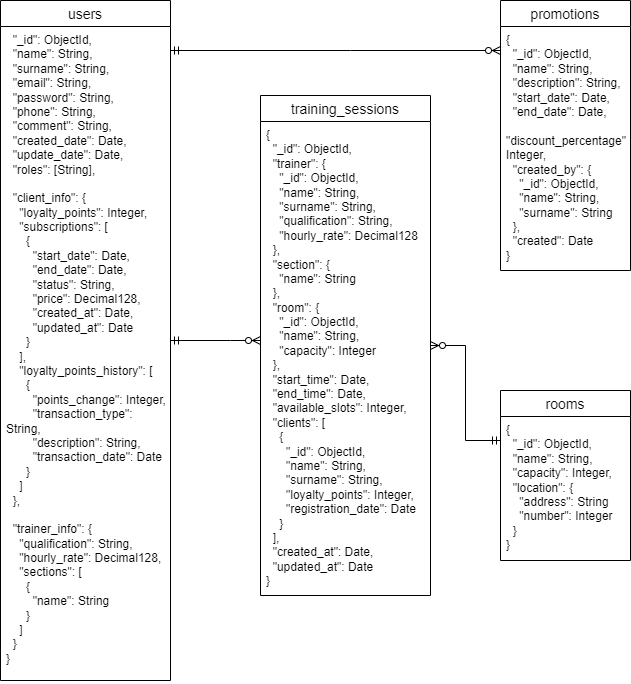 users
"_id": ObjectId,
"name": String,
"surname": String,
"email": String,
"password": String,
"phone": String,
"comment": String,
"created_date": Date,
"update_date": Date,
"roles": [String],
"client_info": {
"loyalty_points": Integer,
"subscriptions": [
{
"start_date": Date,
"end_date": Date,
"status": String,
"price": Decimal128,
"created_at": Date,
"updated_at": Date
}
],
"loyalty_points_history": [
{
"points_change": Integer,
"transaction_type":
String,
"description": String,
"transaction_date": Date
}
]
},
"trainer_info": {
"qualification": String,
"hourly_rate": Decimal128,
"sections": [
{
"name": String
}
]
}
}
training_sessions
{
"_id": ObjectId,
"trainer": {
"_id": ObjectId,
"name": String,
"surname": String,
"qualification": String,
"hourly_rate": Decimal128
},
"section": {
"name": String
},
"room": {
"_id": ObjectId,
"name": String,
"capacity": Integer
},
"start_time": Date,
"end_time": Date,
"available_slots": Integer,
"clients": [
{
"_id": ObjectId,
"name": String,
"surname": String,
"loyalty_points": Integer,
"registration_date": Date
}
],
"created_at": Date,
"updated_at": Date
}
promotions
{
"_id": ObjectId,
"name": String,
"description": String,
"start_date": Date,
"end_date": Date,
"discount_percentage"
Integer,
"created_by": {
"_id": ObjectId,
"name": String,
"surname": String
},
"created": Date
}
rooms
{
"_id": ObjectId,
"name": String,
"capacity": Integer,
"location": {
"address": String
"number": Integer
}
}